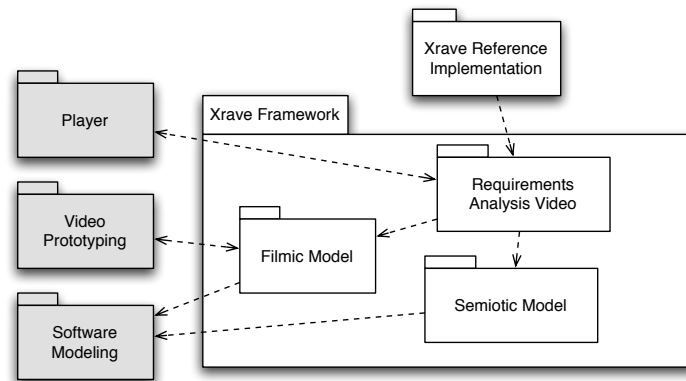 Xrave Reference
Implementation
Player
Xrave Framework
Requirements
Analysis Video
Video
Prototyping
Filmic Model
Semiotic Model
Software
Modeling